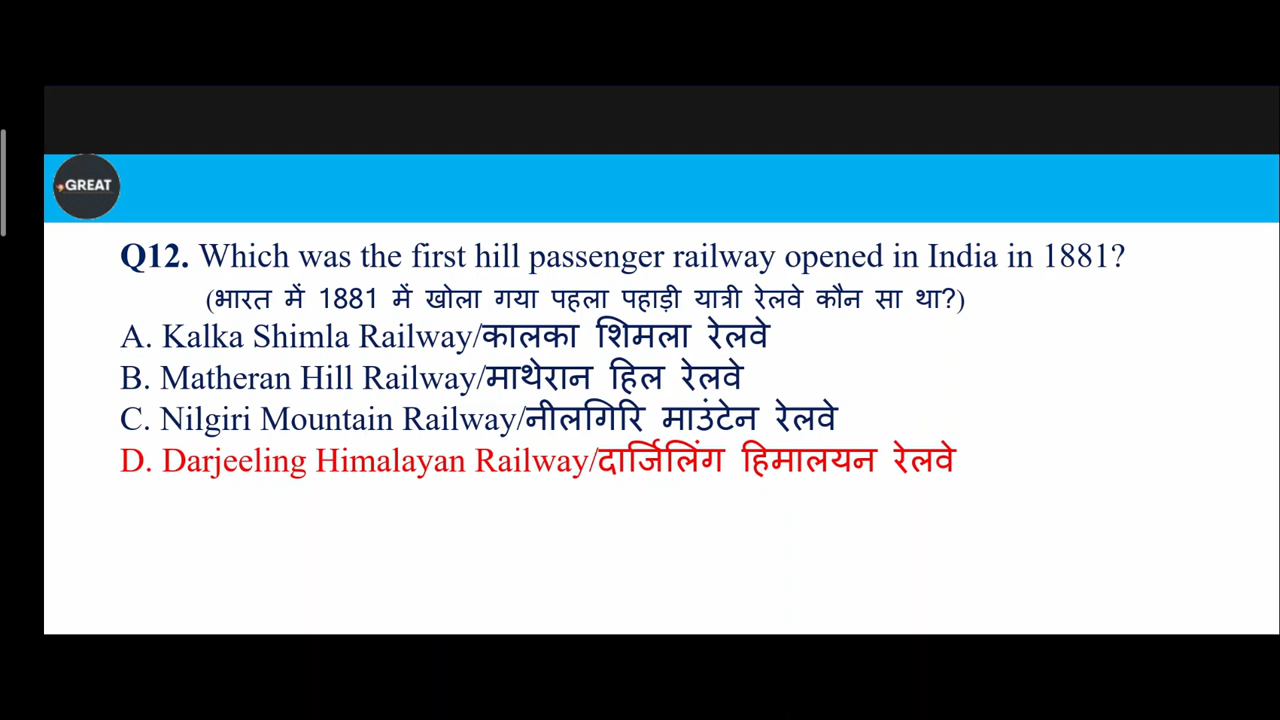 GREAT
Q12. Which was the first hill passenger railway opened in India in 1881?
(भारत में 1881 में खोला गया पहला पहाड़ी यात्री रेलवे कौन सा था?)
A. Kalka Shimla Railway/कालका शिमला रेलवे
B. Matheran Hill Railway/माथेरान हिल रेलवे
C. Nilgiri Mountain Railway/नीलगिरि माउंटेन रेलवे
D. Darjeeling Himalayan Railway/दार्जिलिंग हिमालयन रेलवे